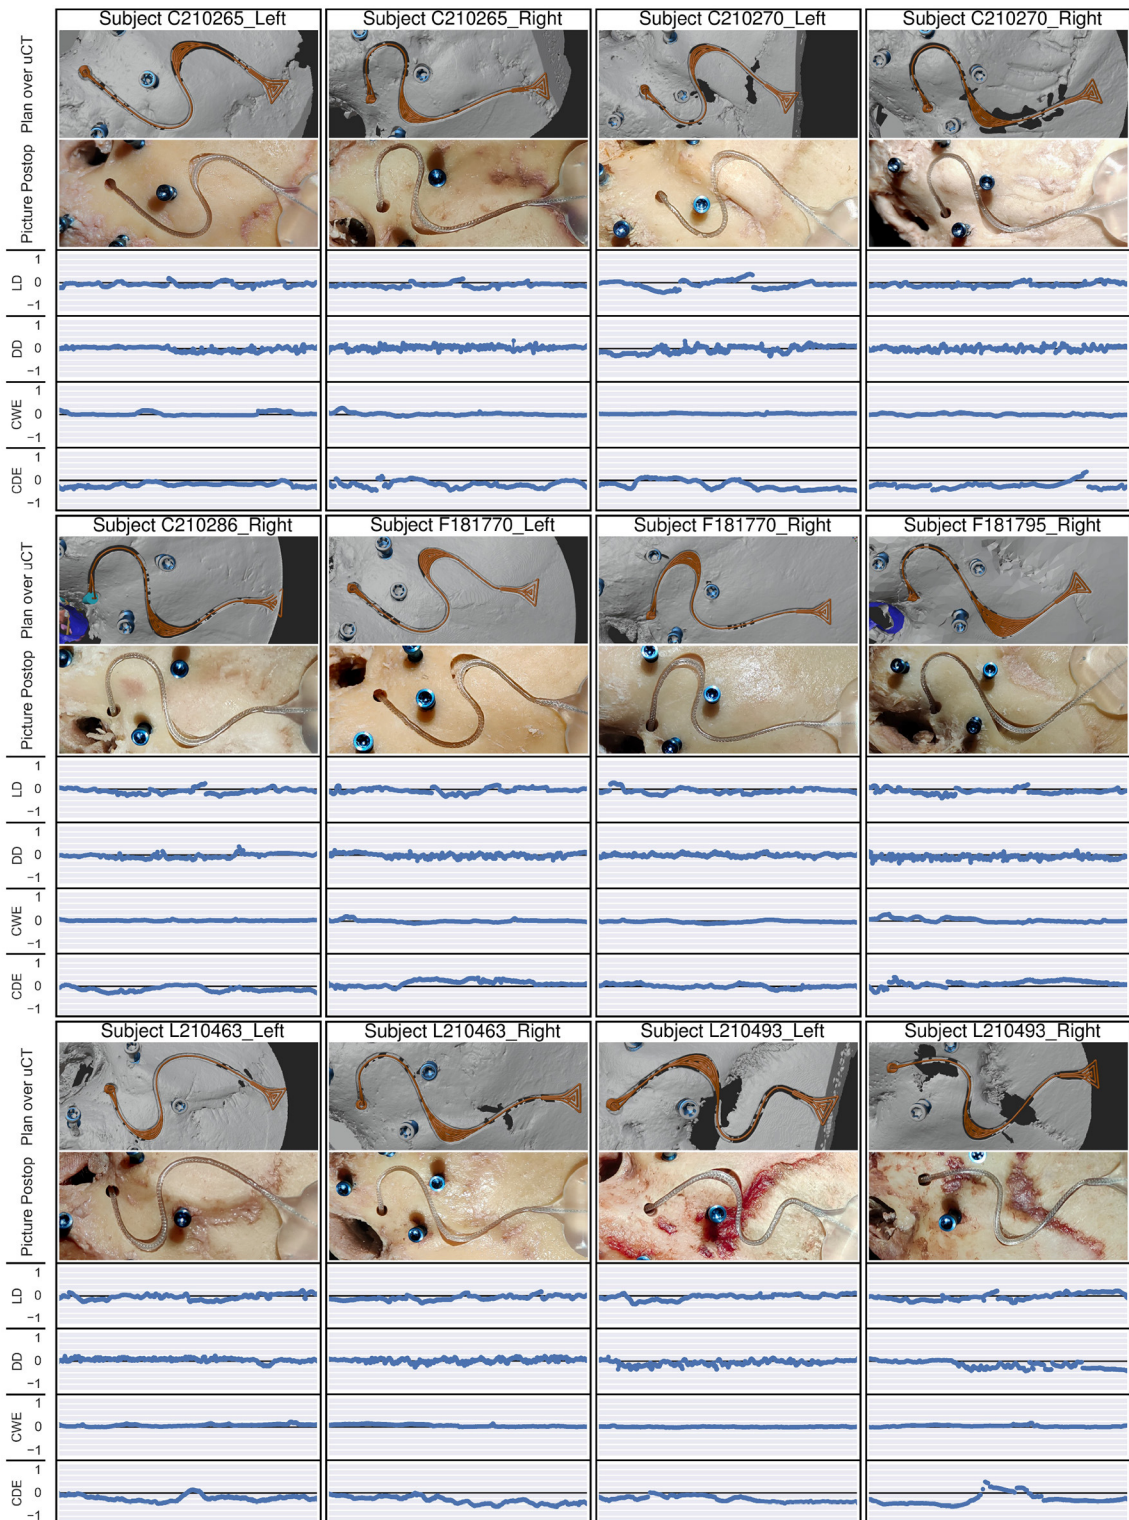 Subject C210265_Left Subject C210265_Right Subject C210270_Left Subject C210270_Right
Plan over uCT
Picture Postop
LD 1 0 −1
DD 1 0 −1
CWE 1 0 −1
CDE 1 0 −1
Subject C210286_Right Subject F181770_Left Subject F181770_Right Subject F181795_Right
Plan over uCT
Picture Postop
LD 1 0 −1
DD 1 0 −1
CWE 1 0 −1
CDE 1 0 −1
Subject L210463_Left Subject L210463_Right Subject L210493_Left Subject L210493_Right
Plan over uCT
Picture Postop
LD 1 0 −1
DD 1 0 −1
CWE 1 0 −1
CDE 1 0 −1